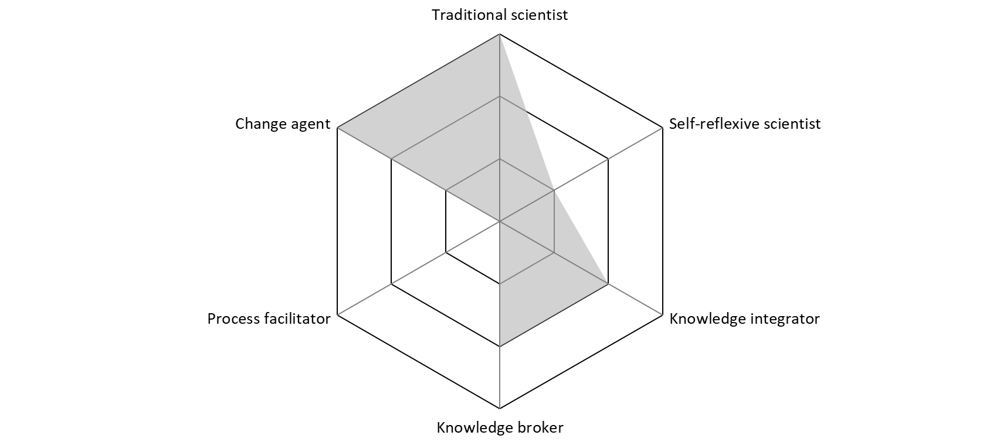 Traditional scientist
Change agent
Self-reflexive scientist
Process facilitator
Knowledge integrator
Knowledge broker